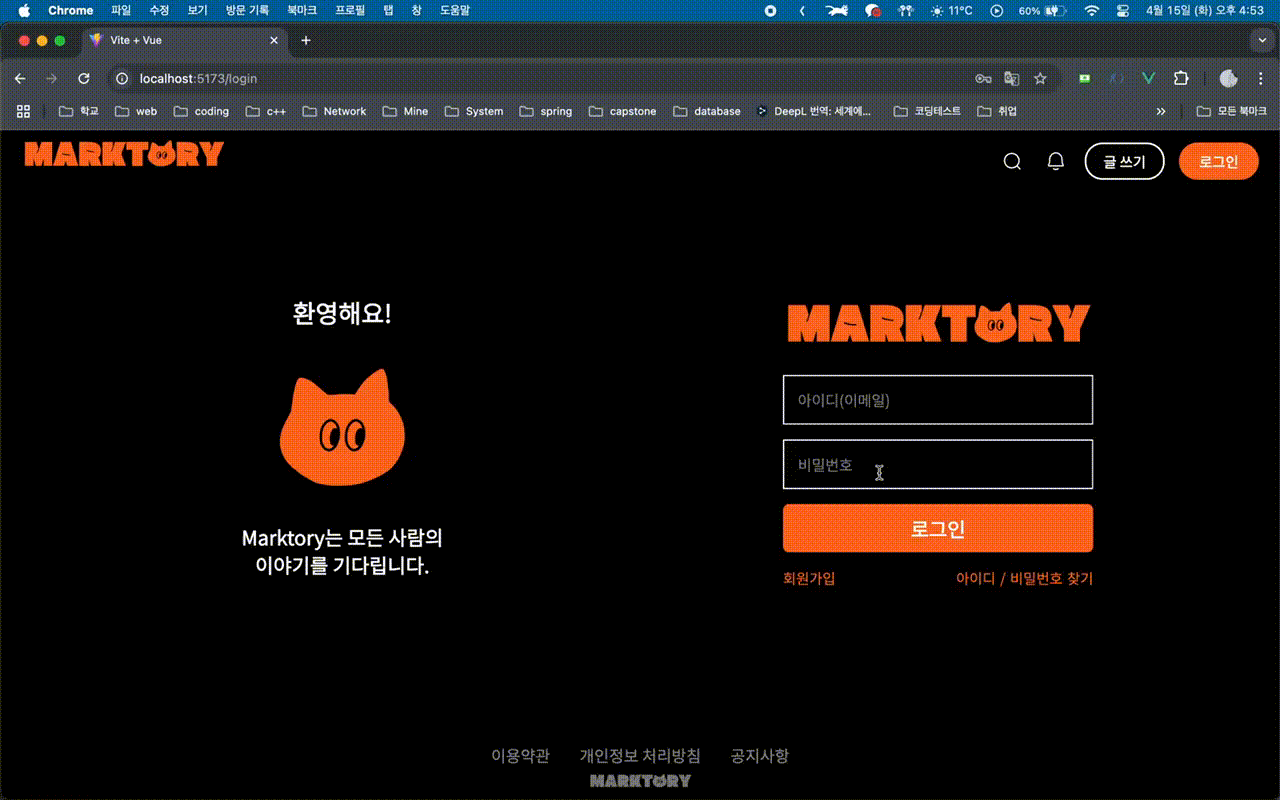 Chrome 파일 수정 보기 방문 기록 북마크 프로필 탭 창 도움말 11°C 60% 4월 15일 (화) 오후 4:53
Vite + Vue
localhost:5173/login
학교 web coding c++ Network Mine System spring capstone database DeepL 번역: 세계에... 코딩테스트 취업 모든 북마크
MARKTORY 글 쓰기 로그인
환영해요!
Marktory는 모든 사람의
이야기를 기다립니다.
MARKTORY
아이디(이메일)
비밀번호
로그인
회원가입 아이디 / 비밀번호 찾기
이용약관 개인정보 처리방침 공지사항
MARKTORY